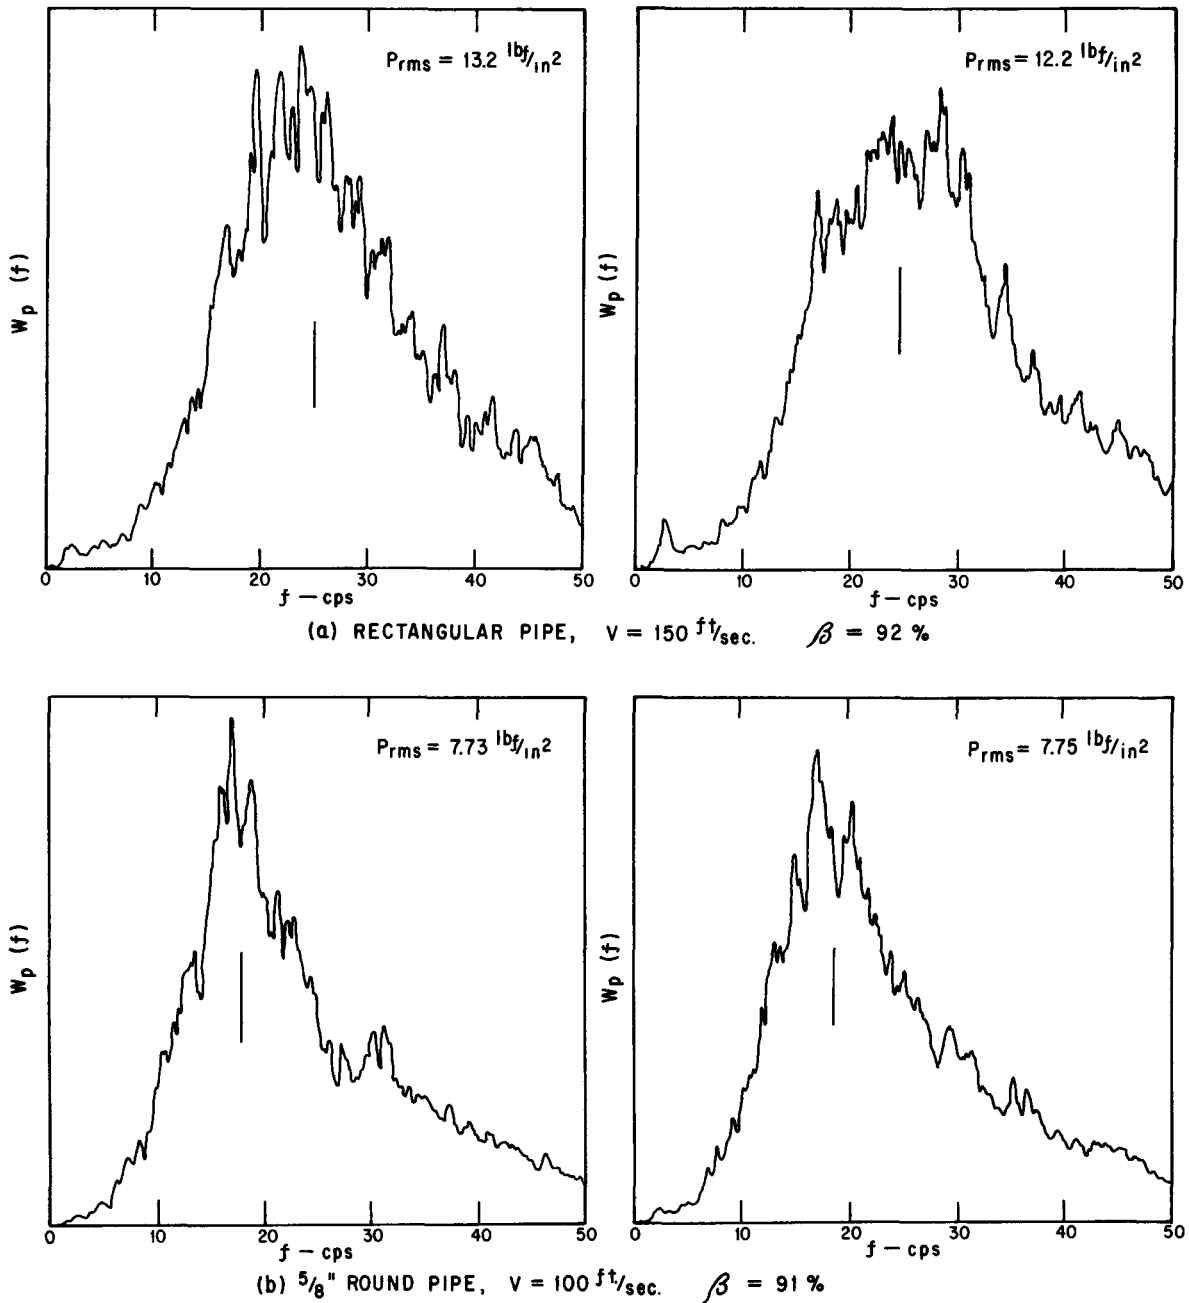 Prms = 13.2 lbf/in2
Wp (f)
0 10 20 30 40 50
f – cps
Prms = 12.2 lbf/in2
Wp (f)
0 10 20 30 40 50
f – cps
(a) RECTANGULAR PIPE, V = 150 ft/sec. β = 92 %
Prms = 7.73 lbf/in2
Wp (f)
0 10 20 30 40 50
f – cps
Prms = 7.75 lbf/in2
Wp (f)
0 10 20 30 40 50
f – cps
(b) 5/8" ROUND PIPE, V = 100 ft/sec. β = 91 %